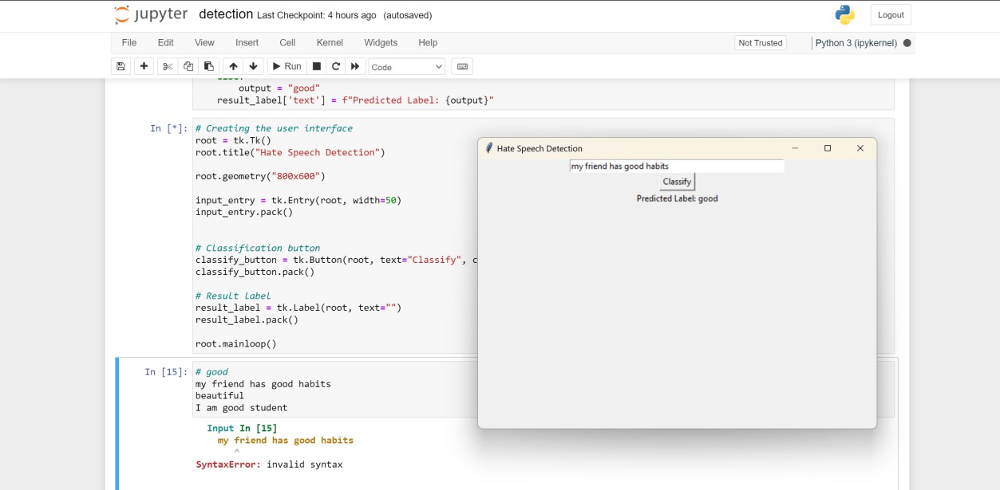 jupyter detection Last Checkpoint: 4 hours ago (autosaved)
Logout
File Edit View Insert Cell Kernel Widgets Help
Not Trusted
Python 3 (ipykernel)
Run
Code
output = "good"
result_label['text'] = f"Predicted Label: {output}"
In [*]:
# Creating the user interface
root = tk.Tk()
root.title("Hate Speech Detection")
root.geometry("800x600")
input_entry = tk.Entry(root, width=50)
input_entry.pack()
# Classification button
classify_button = tk.Button(root, text="Classify", c
classify_button.pack()
# Result label
result_label = tk.Label(root, text="")
result_label.pack()
root.mainloop()
Hate Speech Detection
my friend has good habits
Classify
Predicted Label: good
In [15]:
# good
my friend has good habits
beautiful
I am good student
Input In [15]
my friend has good habits
^
SyntaxError: invalid syntax